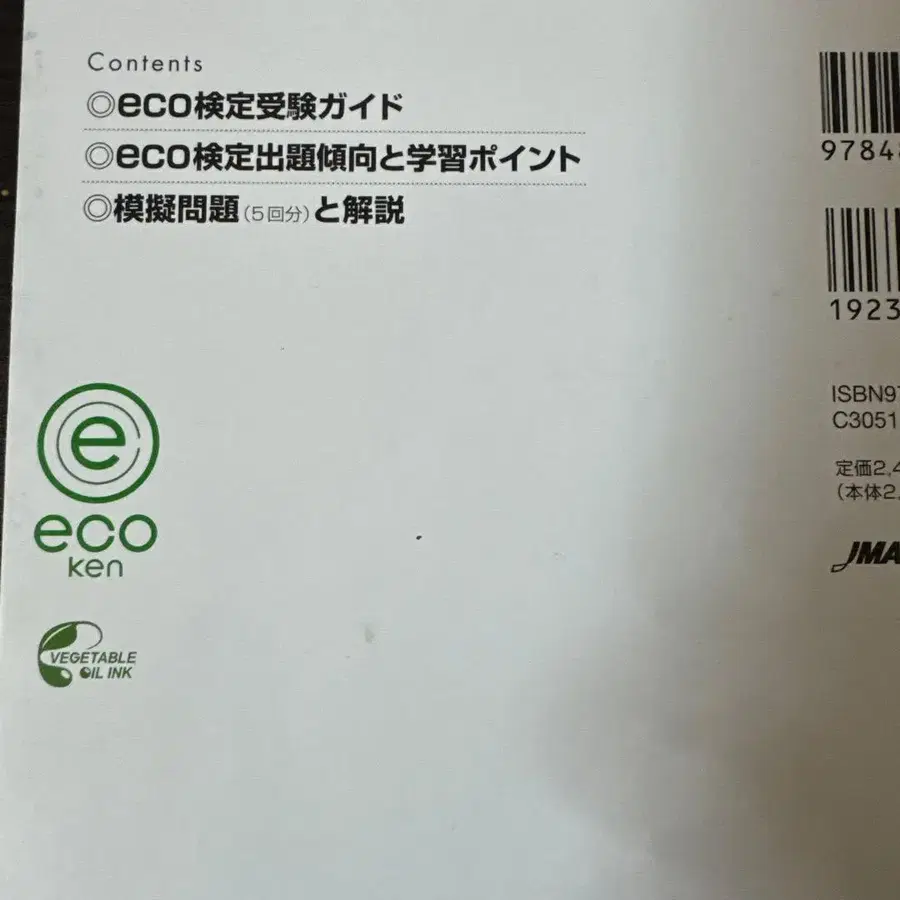 Contents
◎eco検定受験ガイド
◎eco検定出題傾向と学習ポイント
◎模擬問題(5回分)と解説
e
eco
ken
VEGETABLE
OIL INK
9784
1923
ISBN97
C3051
定価2,4
(本体2,
JMA